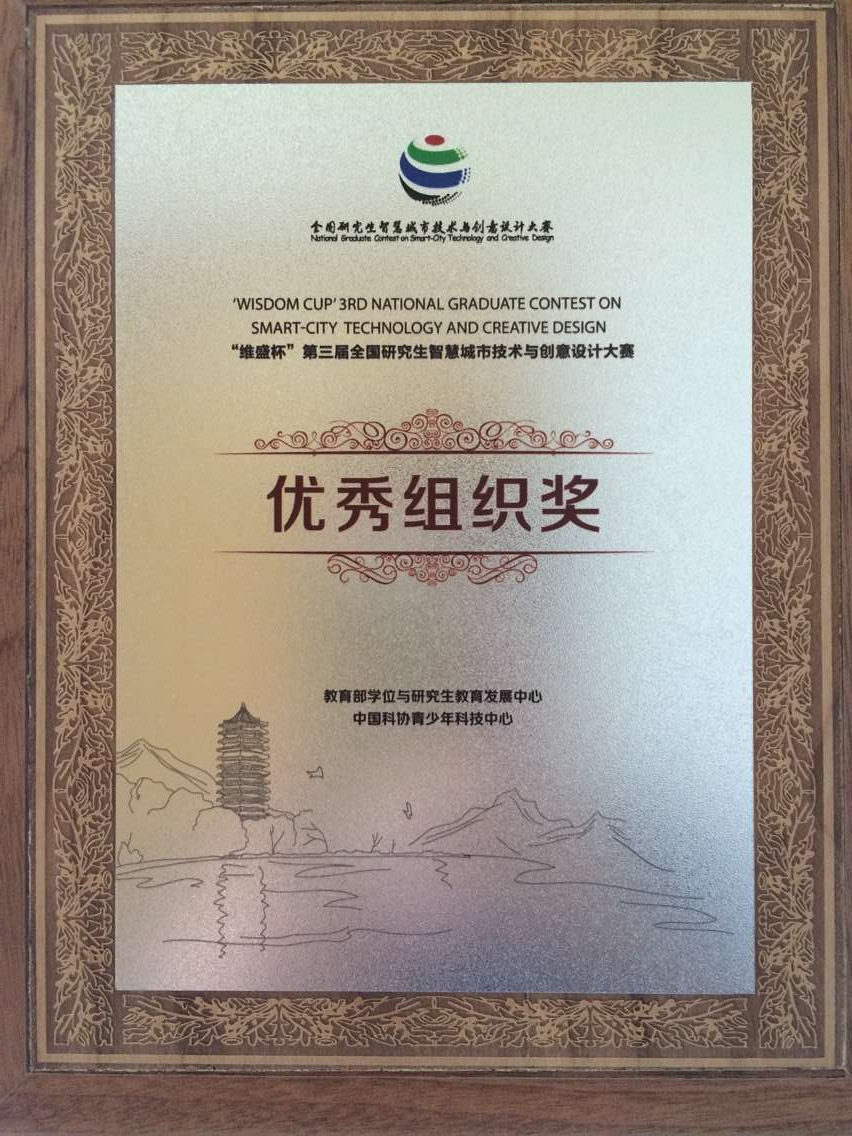 全国研究生智慧城市技术与创意设计大赛
National Graduate Contest on Smart-City Technology and Creative Design
'WISDOM CUP' 3RD NATIONAL GRADUATE CONTEST ON
SMART-CITY TECHNOLOGY AND CREATIVE DESIGN
“维盛杯”第三届全国研究生智慧城市技术与创意设计大赛
优秀组织奖
教育部学位与研究生教育发展中心
中国科协青少年科技中心